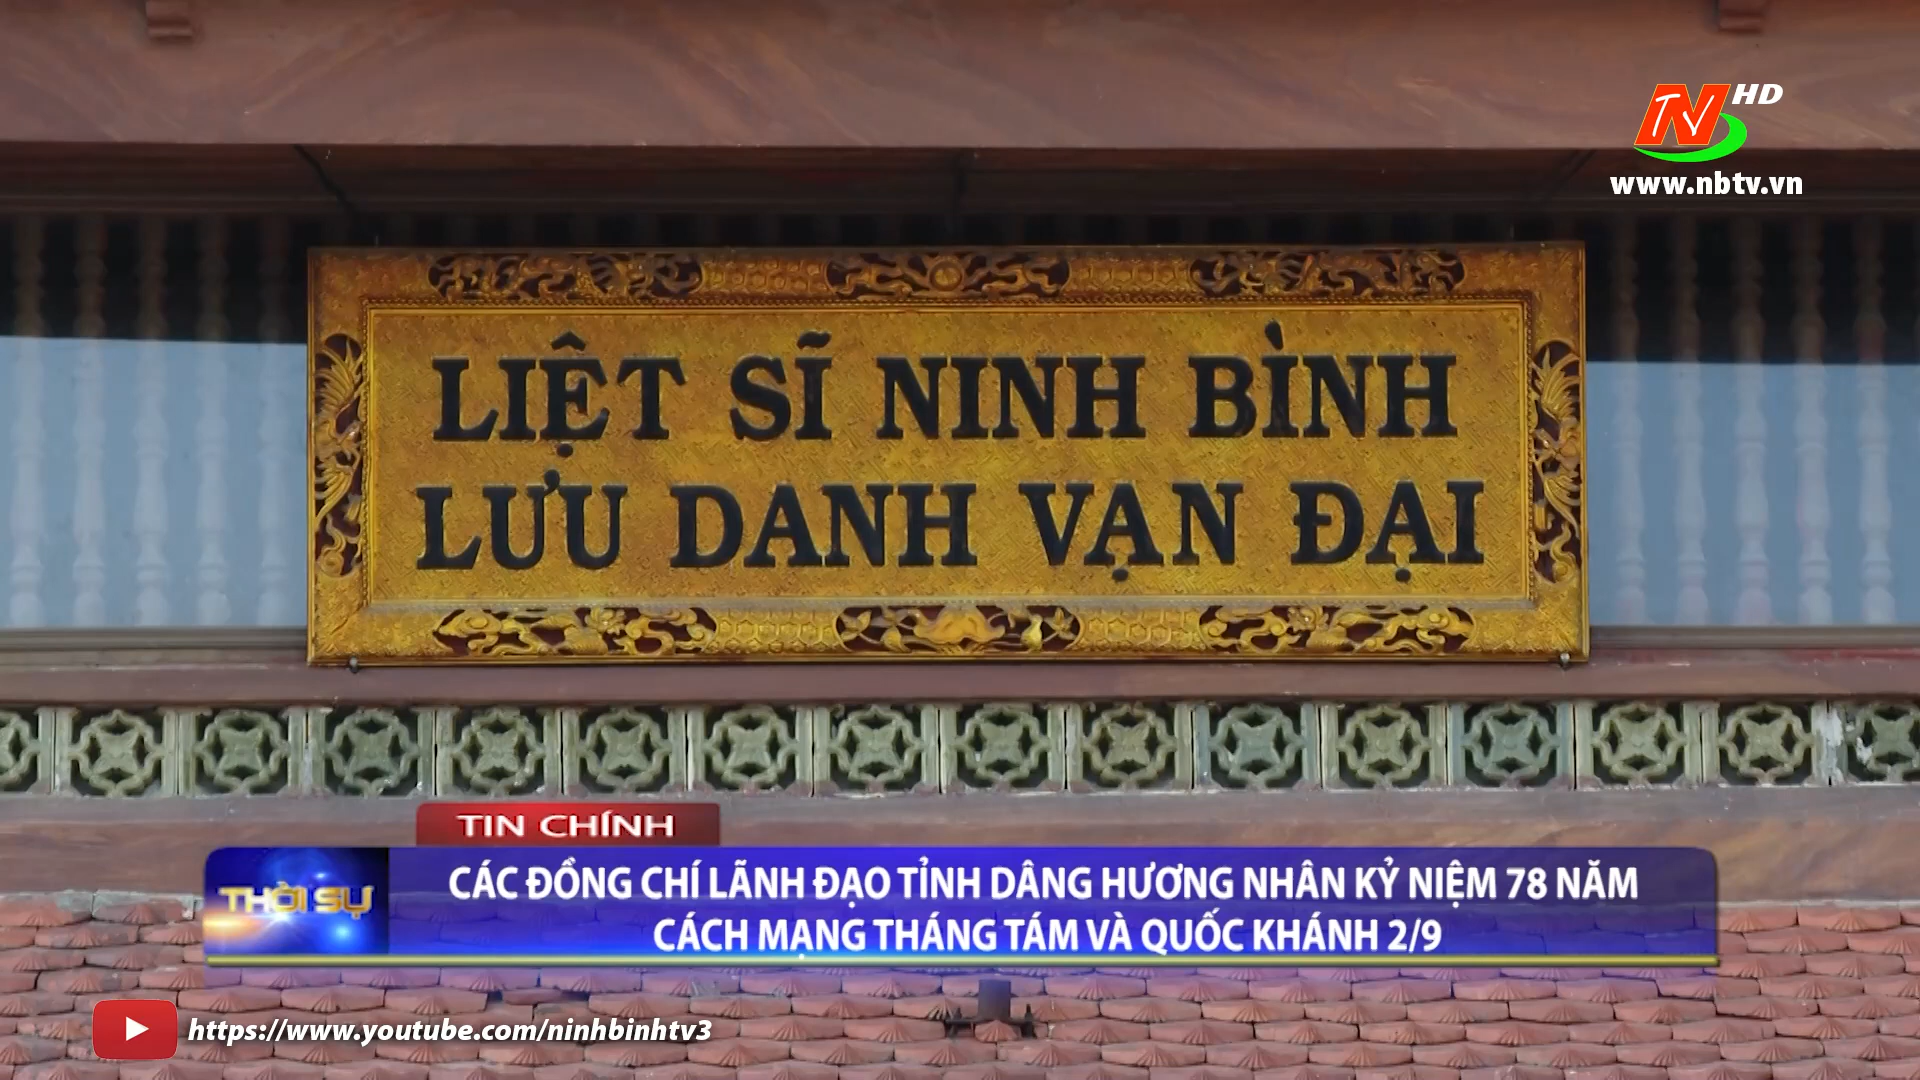 NTV HD
www.nbtv.vn
LIỆT SĨ NINH BÌNH
LƯU DANH VẠN ĐẠI
TIN CHÍNH
THỜI SỰ
CÁC ĐỒNG CHÍ LÃNH ĐẠO TỈNH DÂNG HƯƠNG NHÂN KỶ NIỆM 78 NĂM
CÁCH MẠNG THÁNG TÁM VÀ QUỐC KHÁNH 2/9
https://www.youtube.com/ninhbinhtv3